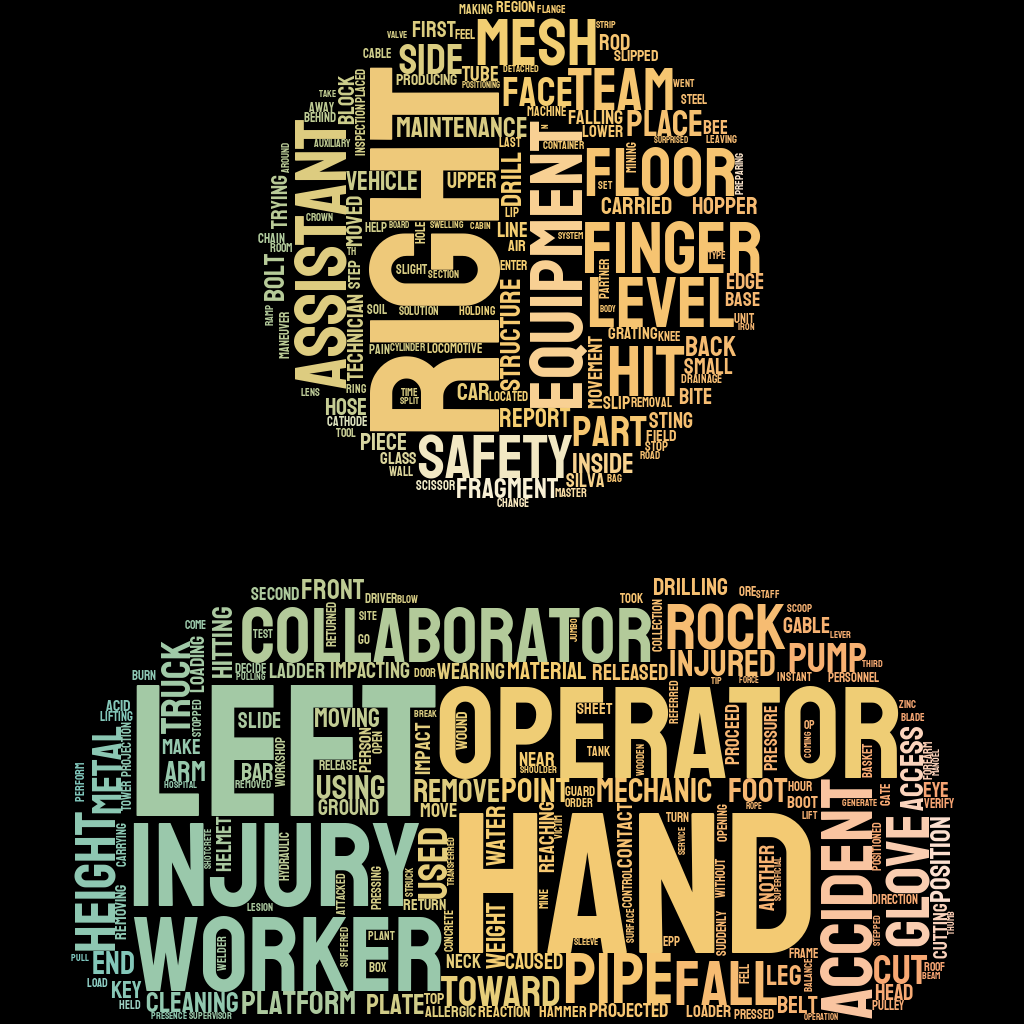 MAKING REGION FLANGE
VALVE FIRST FEEL MESH STRIP
ROD
CABLE SIDE SLIPPED
PRODUCING TUBE DETACHED
POSITIONING FACE TEAM WENT
TAKE BLOCK PLACED
STEEL
AWAY MACHINE FALLING PLACE BEE
BEHIND INSPECTION MAINTENANCE LOWER
AUXILIARY LAST CONTAINER SURPRISED LEAVING
AROUND RIGHT DRILL EQUIPMENT MINING FLOOR PREPARING
ASSISTANT VEHICLE UPPER SET
TRYING MOVED LIP CARRIED HOPPER
CROWN HELP BOARD HOLE SWELLING CABIN LINE SYSTEM FINGER
CHAIN ROOM TH AIR TYPE
BOLT STEP SLIGHT SECTION ENTER PARTNER EDGE
RAMP TECHNICIAN SOIL SOLUTION HOLDING STRUCTURE BODY LEVEL BASE
UNIT IRON
MANEUVER PAIN CYLINDER LOCOMOTIVE GRATING KNEE BACK
MOVEMENT HIT SMALL
DRAINAGE
LENS RING TIME SPLIT CAR LOCATED SLIP REMOVAL BITE
HOSE REPORT PART STING
CATHODE
TOOL PIECE SAFETY FIELD
STOP
GLASS INSIDE ROAD
WALL
SCISSOR FRAGMENT SILVA BAG
MASTER
CHANGE
SECOND FRONT DRIVER BLOW TOOK DRILLING ORE STAFF
COME HITTING COLLABORATOR COLLECTION ROCK SCOOP
TEST RETURNED SITE GO JUMBO GABLE LEVER
TRUCK LOADING DECIDE PULLING LADDER IMPACTING DOOR WEARING MATERIAL RELEASED INJURED PUMP THIRD
BURN TIP FORCE INSTANT PERSONNEL
ACID LIFTING STOPPED LEFT SLIDE MOVING BREAK OPERATOR SHEET REFERRED ZINC
BLADE
METAL TOWER PROJECTION MAKE WORKSHOP PERSON OPEN IMPACT WOUND NEAR TANK WOODEN PROCEED PRESSURE COMING OP BASKET ACCESS
PERFORM ARM BAR RELEASE SHOULDER FOREARM
HOSPITAL REMOVED USING REMOVE POINT GUARD MECHANIC FOOT HOUR GATE EYE
GROUND MOVE ORDER ROPE BOOT GENERATE VERIFY
HEIGHT CARRYING INJURY SHOTCRETE HELMET HYDRAULIC USED TRANSFERRED WATER HAND REACHING VICTIM CONTACT TURN SERVICE OPENING LIFT ACCIDENT POSITIONED GLOVE POSITION
REMOVING LESION ATTACKED PRESSING STRUCK RETURN WEIGHT MINE CONTROL WITHOUT ANOTHER SUPERFICIAL DIRECTION
WORKER WELDER SUFFERED PLANT CONCRETE SLEEVE SURFACE EPP SUDDENLY STEPPED CUTTING THUMB
PULL END BOX NECK CAUSED PIPE FALL FELL LEG FRAME BALANCE CUT ROOF
LOAD KEY TOWARD BEAM
HELD CLEANING PLATFORM PLATE TOP BELT HEAD
PULLEY
PRESENCE SUPERVISOR ALLERGIC REACTION HAMMER PROJECTED LOADER PRESSED OPERATION